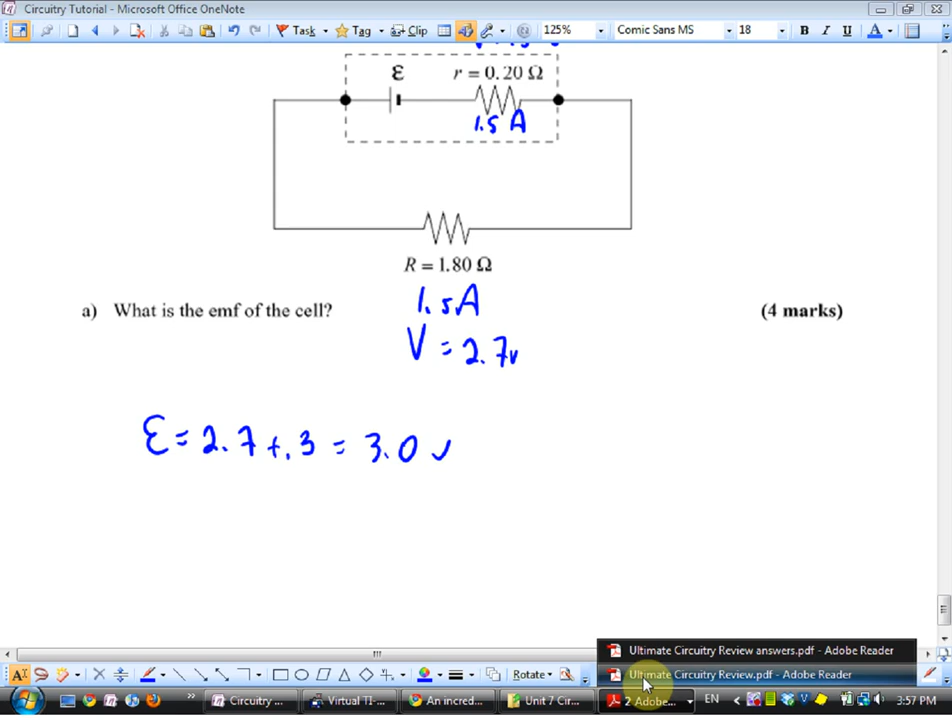 Circuitry Tutorial - Microsoft Office OneNote
Task Tag Clip 125% Comic Sans MS 18 B I U A
ε r = 0.20 Ω
1.5 A
R = 1.80 Ω
1.5A
a) What is the emf of the cell? (4 marks)
V = 2.7v
ε = 2.7 + .3 = 3.0 v
Ultimate Circuitry Review answers.pdf - Adobe Reader
Ultimate Circuitry Review.pdf - Adobe Reader
A Rotate
Circuitry ... Virtual TI-... An incred... Unit 7 Cir... 2 Adobe... EN 3:57 PM